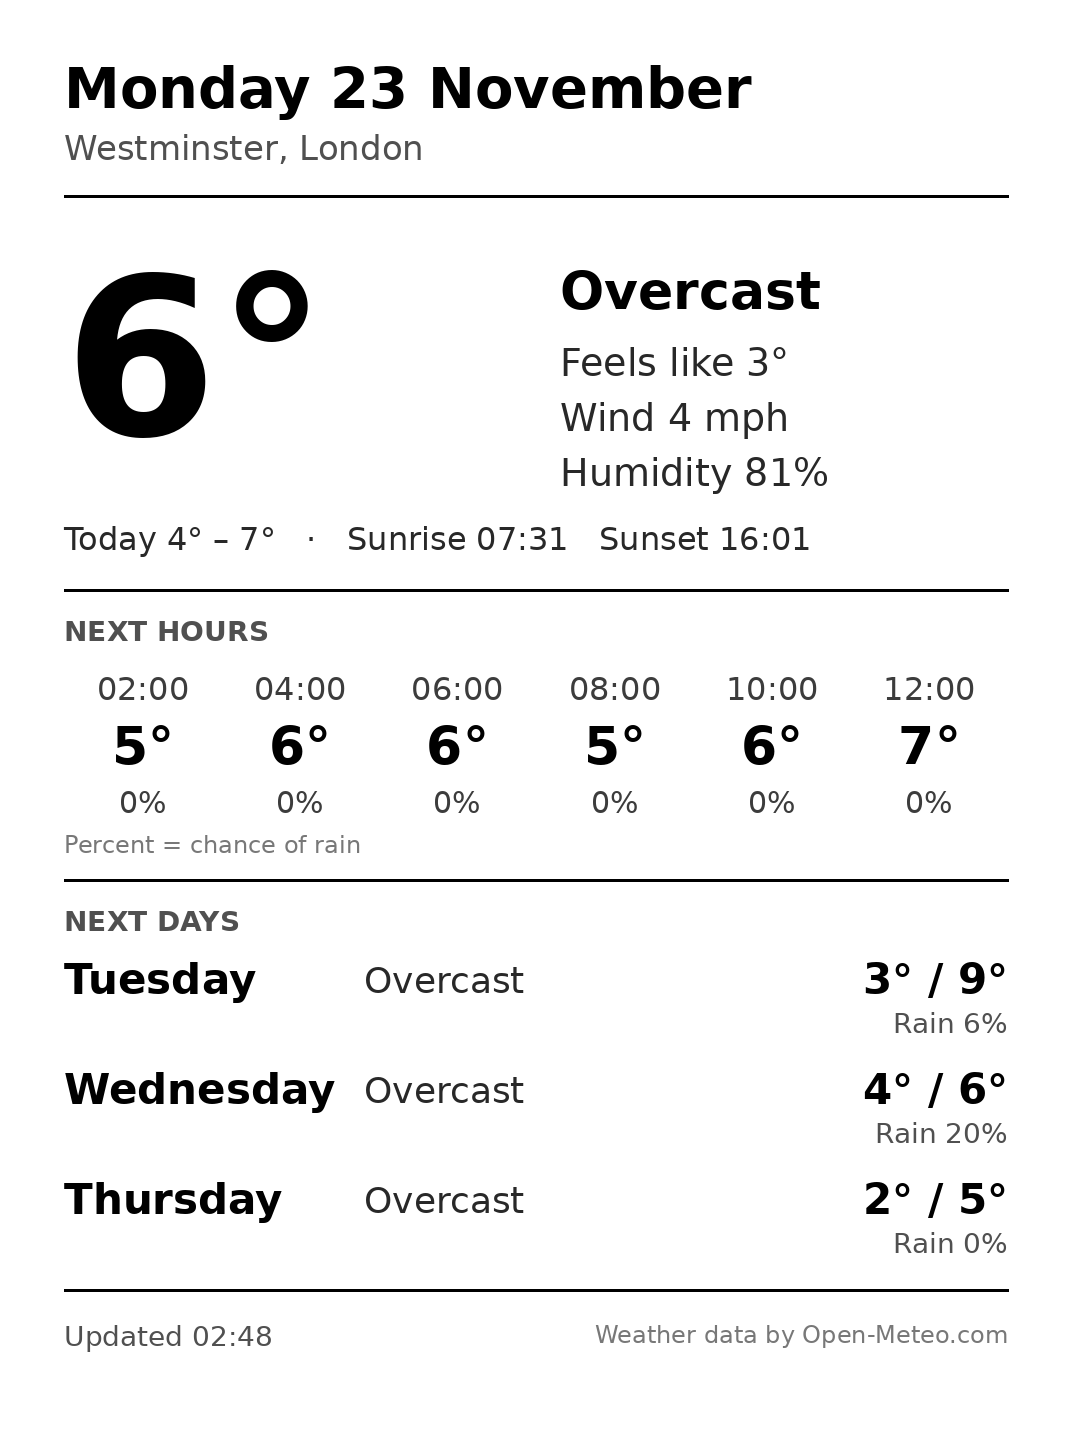 Monday 23 November
Westminster, London
6°
Overcast
Feels like 3°
Wind 4 mph
Humidity 81%
Today 4° – 7° · Sunrise 07:31 Sunset 16:01
NEXT HOURS
02:00 04:00 06:00 08:00 10:00 12:00
5° 6° 6° 5° 6° 7°
0% 0% 0% 0% 0% 0%
Percent = chance of rain
NEXT DAYS
Tuesday Overcast 3° / 9°
Rain 6%
Wednesday Overcast 4° / 6°
Rain 20%
Thursday Overcast 2° / 5°
Rain 0%
Updated 02:48 Weather data by Open-Meteo.com